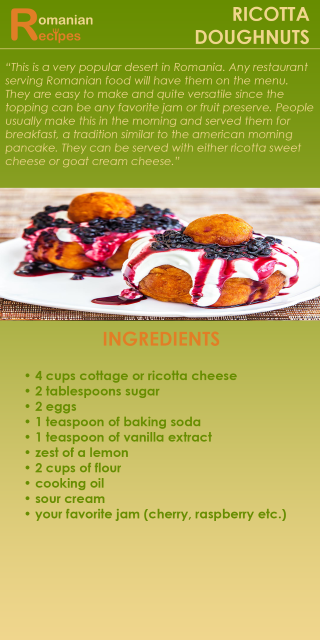 Romanian
Recipes
RICOTTA
DOUGHNUTS
“This is a very popular desert in Romania. Any restaurant
serving Romanian food will have them on the menu.
They are easy to make and quite versatile since the
topping can be any favorite jam or fruit preserve. People
usually make this in the morning and served them for
breakfast, a tradition similar to the american morning
pancake. They can be served with either ricotta sweet
cheese or goat cream cheese.”
INGREDIENTS
• 4 cups cottage or ricotta cheese
• 2 tablespoons sugar
• 2 eggs
• 1 teaspoon of baking soda
• 1 teaspoon of vanilla extract
• zest of a lemon
• 2 cups of flour
• cooking oil
• sour cream
• your favorite jam (cherry, raspberry etc.)